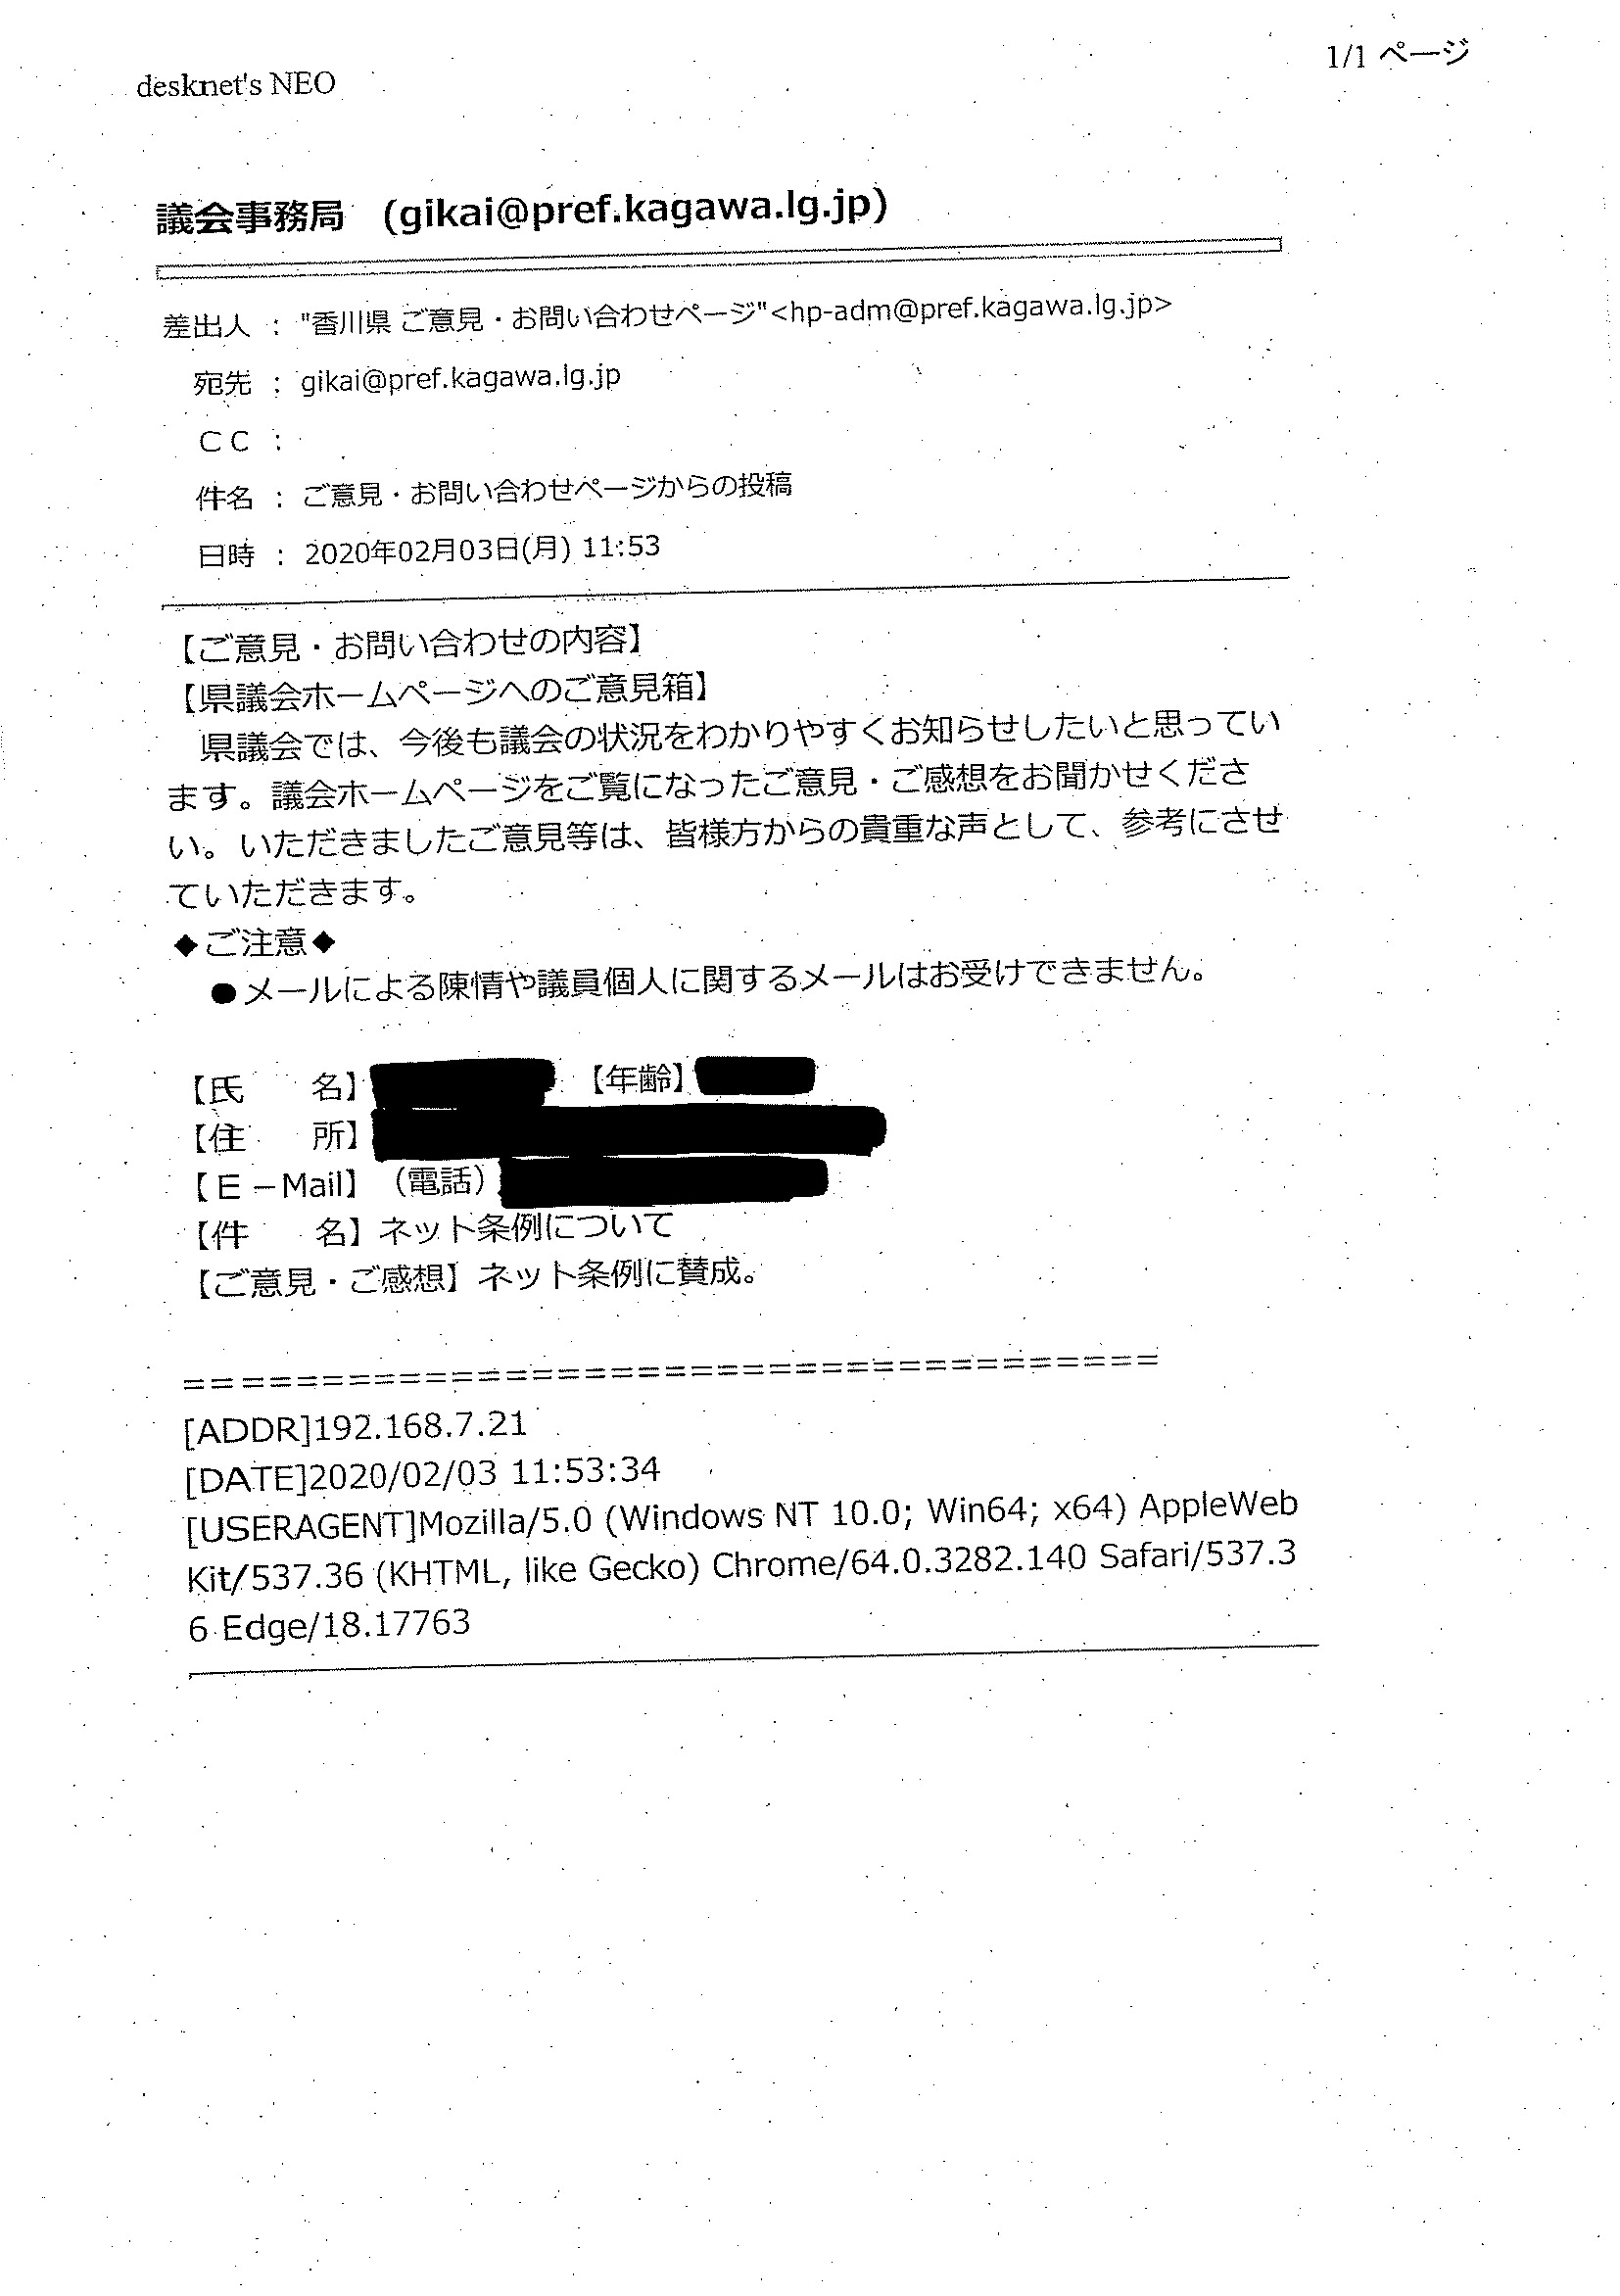 desknet's NEO
1/1 ページ
議会事務局 (gikai@pref.kagawa.lg.jp)
差出人 : "香川県 ご意見・お問い合わせページ"<hp-adm@pref.kagawa.lg.jp>
宛先 : gikai@pref.kagawa.lg.jp
ＣＣ :
件名 : ご意見・お問い合わせページからの投稿
日時 : 2020年02月03日(月) 11:53
【ご意見・お問い合わせの内容】
【県議会ホームページへのご意見箱】
県議会では、今後も議会の状況をわかりやすくお知らせしたいと思ってい
ます。議会ホームページをご覧になったご意見・ご感想をお聞かせくださ
い。いただきましたご意見等は、皆様方からの貴重な声として、参考にさせ
ていただきます。
◆ご注意◆
●メールによる陳情や議員個人に関するメールはお受けできません。
【氏　　名】 【年齢】
【住　　所】
【Ｅ－Mail】（電話）
【件　　名】ネット条例について
【ご意見・ご感想】ネット条例に賛成。
=====================================
[ADDR]192.168.7.21
[DATE]2020/02/03 11:53:34
[USERAGENT]Mozilla/5.0 (Windows NT 10.0; Win64; x64) AppleWeb
Kit/537.36 (KHTML, like Gecko) Chrome/64.0.3282.140 Safari/537.3
6 Edge/18.17763